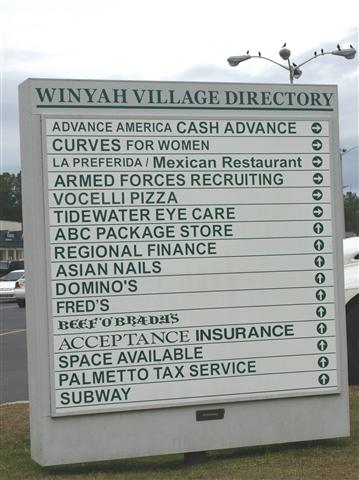 WINYAH VILLAGE DIRECTORY
ADVANCE AMERICA CASH ADVANCE
CURVES FOR WOMEN
LA PREFERIDA / Mexican Restaurant
ARMED FORCES RECRUITING
VOCELLI PIZZA
TIDEWATER EYE CARE
ABC PACKAGE STORE
REGIONAL FINANCE
ASIAN NAILS
DOMINO'S
FRED'S
BEEF 'O' BRADY'S
ACCEPTANCE INSURANCE
SPACE AVAILABLE
PALMETTO TAX SERVICE
SUBWAY